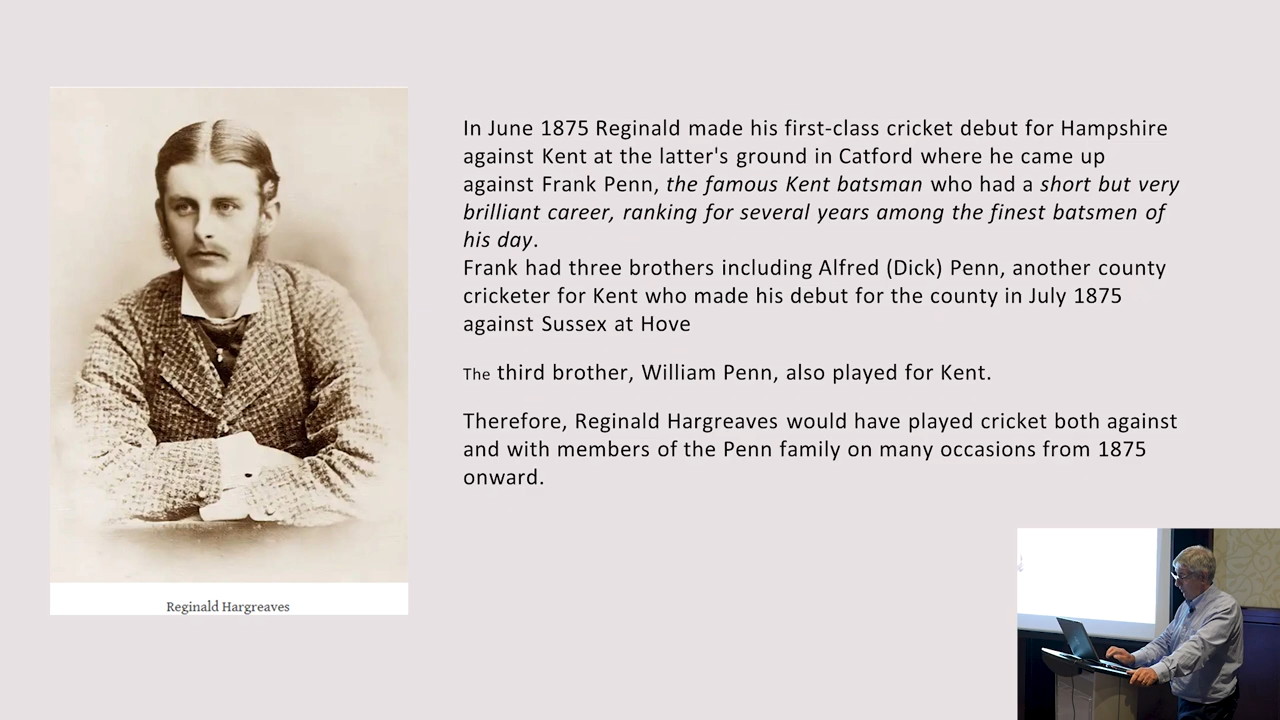 In June 1875 Reginald made his first-class cricket debut for Hampshire
against Kent at the latter's ground in Catford where he came up
against Frank Penn, the famous Kent batsman who had a short but very
brilliant career, ranking for several years among the finest batsmen of
his day.
Frank had three brothers including Alfred (Dick) Penn, another county
cricketer for Kent who made his debut for the county in July 1875
against Sussex at Hove
The third brother, William Penn, also played for Kent.
Therefore, Reginald Hargreaves would have played cricket both against
and with members of the Penn family on many occasions from 1875
onward.
Reginald Hargreaves